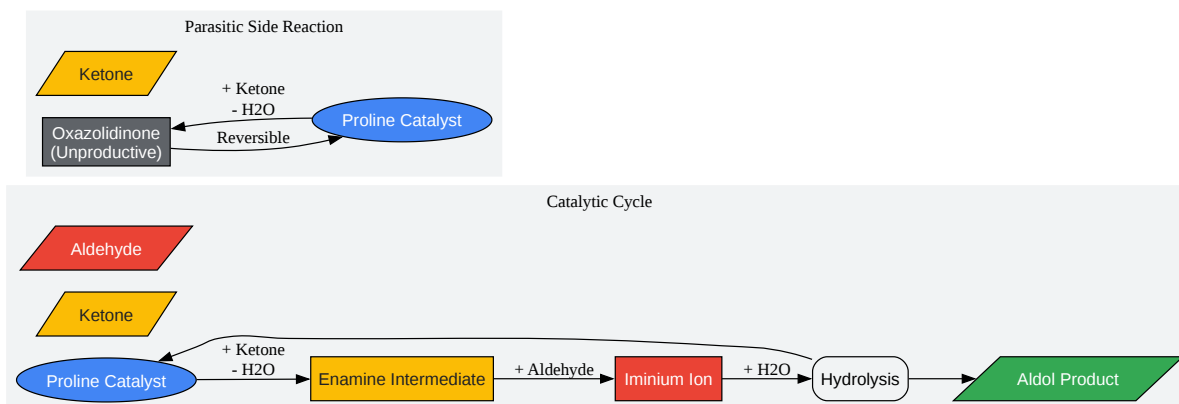 Parasitic Side Reaction
Ketone
+ Ketone
- H2O
Proline Catalyst
Oxazolidinone
(Unproductive)
Reversible
Catalytic Cycle
Aldehyde
Ketone
Proline Catalyst
+ Ketone
- H2O
Enamine Intermediate
+ Aldehyde
Iminium Ion
+ H2O
Hydrolysis
Aldol Product